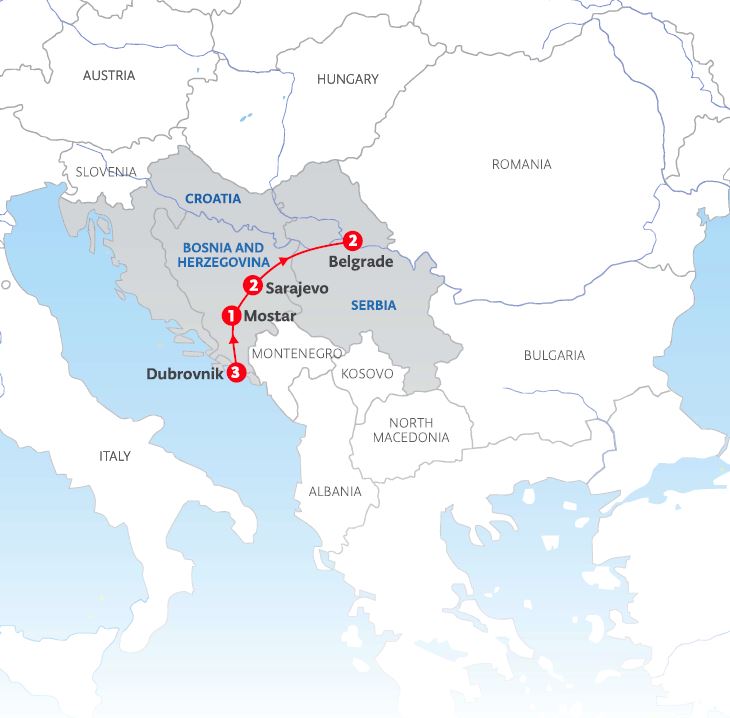 AUSTRIA
HUNGARY
SLOVENIA
ROMANIA
CROATIA
BOSNIA AND
HERZEGOVINA
2
Belgrade
2
Sarajevo
SERBIA
1
Mostar
MONTENEGRO
BULGARIA
Dubrovnik
3
KOSOVO
NORTH
MACEDONIA
ITALY
ALBANIA